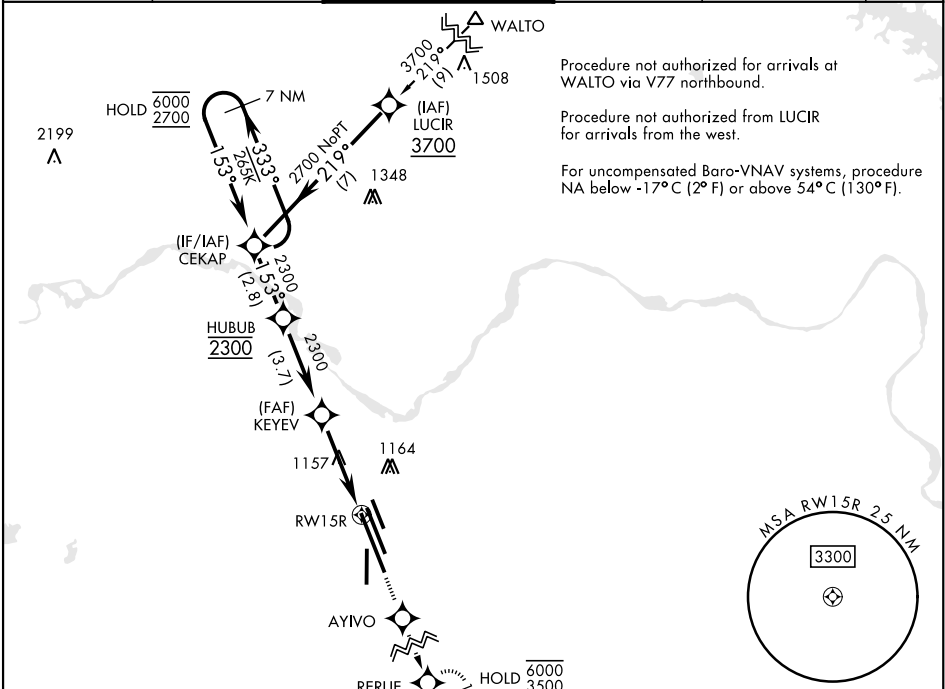 WALTO
3700
219°
(9)
1508
(IAF)
LUCIR
3700
Procedure not authorized for arrivals at
WALTO via V77 northbound.
Procedure not authorized from LUCIR
for arrivals from the west.
For uncompensated Baro-VNAV systems, procedure
NA below -17°C (2°F) or above 54°C (130°F).
HOLD 6000
2700
7 NM
2199
153°
265K
333°
2700 NoPT
219°
(7)
1348
(IF/IAF)
CEKAP
2300
153°
(2.8)
HUBUB
2300
2300
(3.7)
(FAF)
KEYEV
1157
1164
RW15R
MSA RW15R 25 NM
3300
AYIVO
HOLD 6000
3500